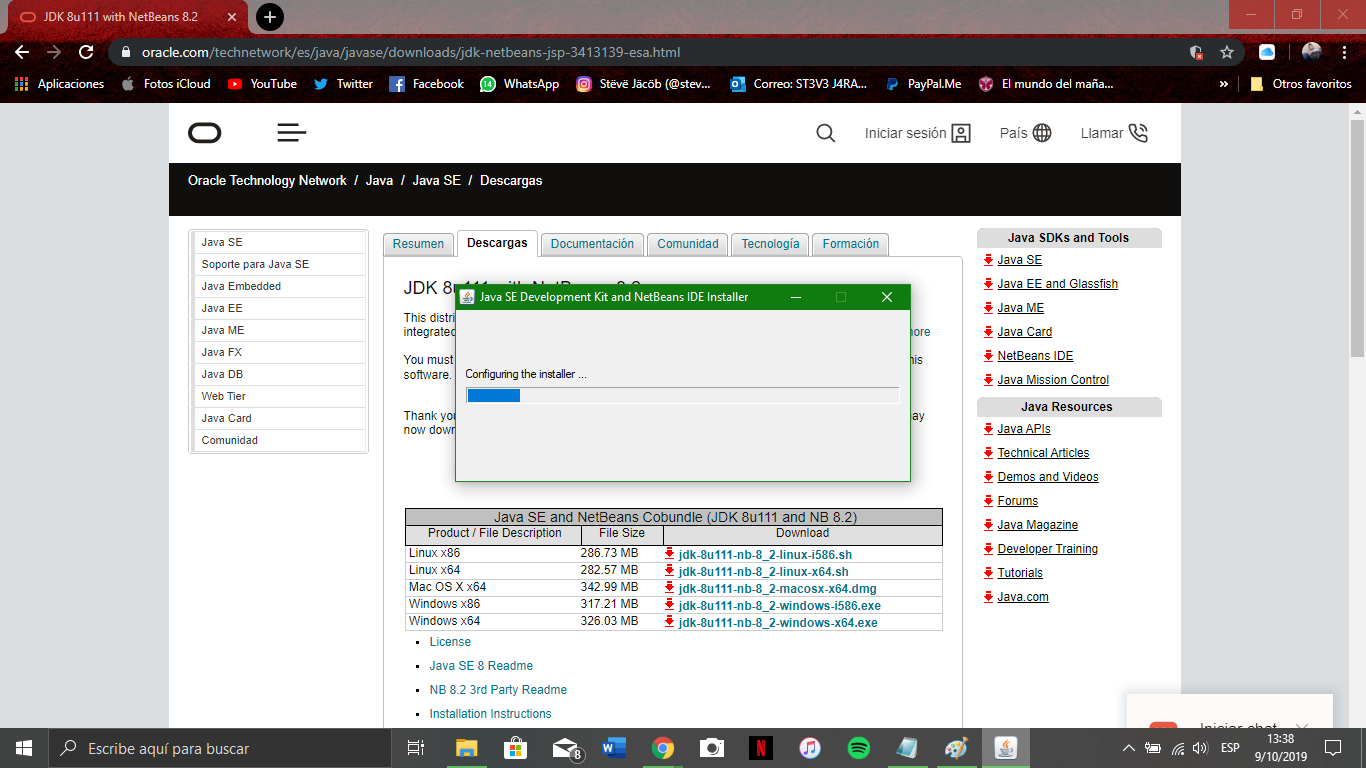 JDK 8u111 with NetBeans 8.2
oracle.com/technetwork/es/java/javase/downloads/jdk-netbeans-jsp-3413139-esa.html
Aplicaciones
Fotos iCloud
YouTube
Twitter
Facebook
14
WhatsApp
Stëvë Jäcöb (@stev...
Correo: ST3V3 J4RA...
PayPal.Me
El mundo del maña...
»
Otros favoritos
Iniciar sesión
País
Llamar
Oracle Technology Network / Java / Java SE / Descargas
Java SE
Soporte para Java SE
Java Embedded
Java EE
Java ME
Java FX
Java DB
Web Tier
Java Card
Comunidad
Resumen
Descargas
Documentación
Comunidad
Tecnología
Formación
JDK 8u111 with NetBeans 8.2
This distri
integrated
You must
software.
Thank you
now down
Java SE Development Kit and NetBeans IDE Installer
Configuring the installer ...
Java SE and NetBeans Cobundle (JDK 8u111 and NB 8.2)
Product / File Description File Size Download
Linux x86 286.73 MB jdk-8u111-nb-8_2-linux-i586.sh
Linux x64 282.57 MB jdk-8u111-nb-8_2-linux-x64.sh
Mac OS X x64 342.99 MB jdk-8u111-nb-8_2-macosx-x64.dmg
Windows x86 317.21 MB jdk-8u111-nb-8_2-windows-i586.exe
Windows x64 326.03 MB jdk-8u111-nb-8_2-windows-x64.exe
License
Java SE 8 Readme
NB 8.2 3rd Party Readme
Installation Instructions
Java SDKs and Tools
Java SE
Java EE and Glassfish
Java ME
Java Card
NetBeans IDE
Java Mission Control
Java Resources
Java APIs
Technical Articles
Demos and Videos
Forums
Java Magazine
Developer Training
Tutorials
Java.com
Iniciar chat
Escribe aquí para buscar
8
ESP
13:38
9/10/2019